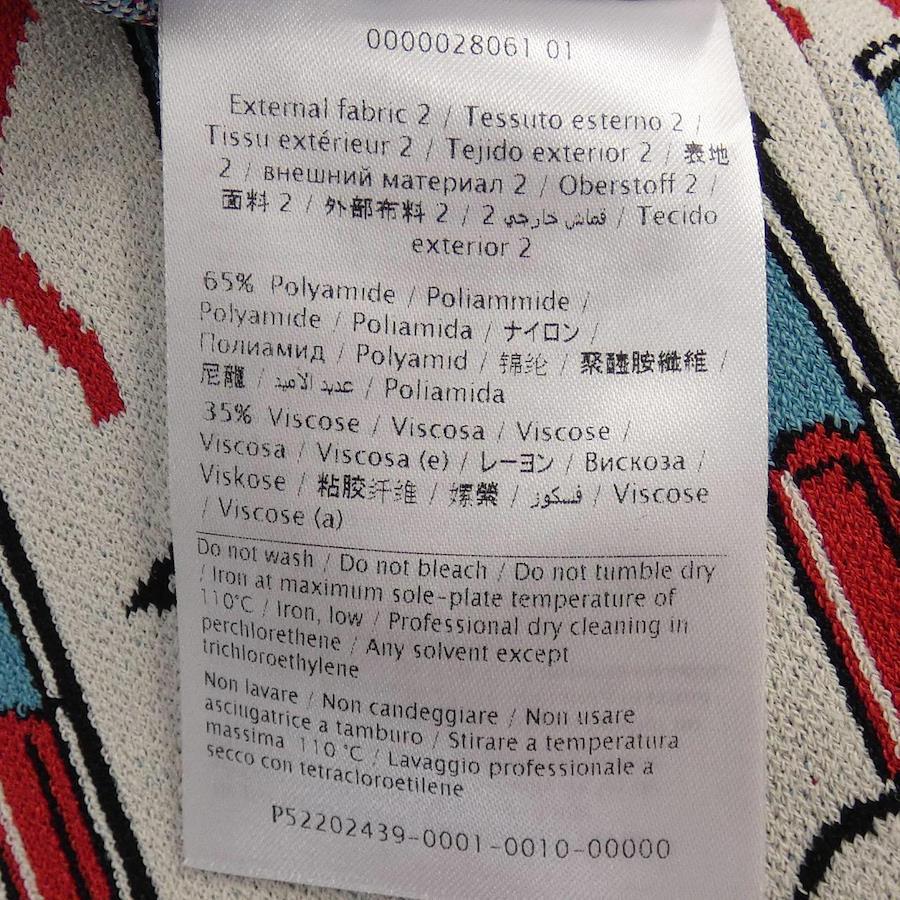 0000028061 01
External fabric 2 / Tessuto esterno 2 /
Tissu extérieur 2 / Tejido exterior 2 / 表地
2 / внешний материал 2 / Oberstoff 2 /
面料 2 / 外部布料 2 / 2 قماش خارجي / Tecido
exterior 2
65% Polyamide / Poliammide /
Polyamide / Poliamida / ナイロン /
Полиамид / Polyamid / 锦纶 / 聚醯胺纖維 /
尼龍 / عديد الاميد / Poliamida
35% Viscose / Viscosa / Viscose /
Viscosa / Viscosa (e) / レーヨン / Вискоза /
Viskose / 粘胶纤维 / 嫘縈 / فسكوز / Viscose
/ Viscose (a)
Do not wash / Do not bleach / Do not tumble dry
/ Iron at maximum sole-plate temperature of
110°C / Iron, low / Professional dry cleaning in
perchlorethene / Any solvent except
trichloroethylene
Non lavare / Non candeggiare / Non usare
asciugatrice a tamburo / Stirare a temperatura
massima 110 °C / Lavaggio professionale a
secco con tetracloroetilene
P52202439-0001-0010-00000